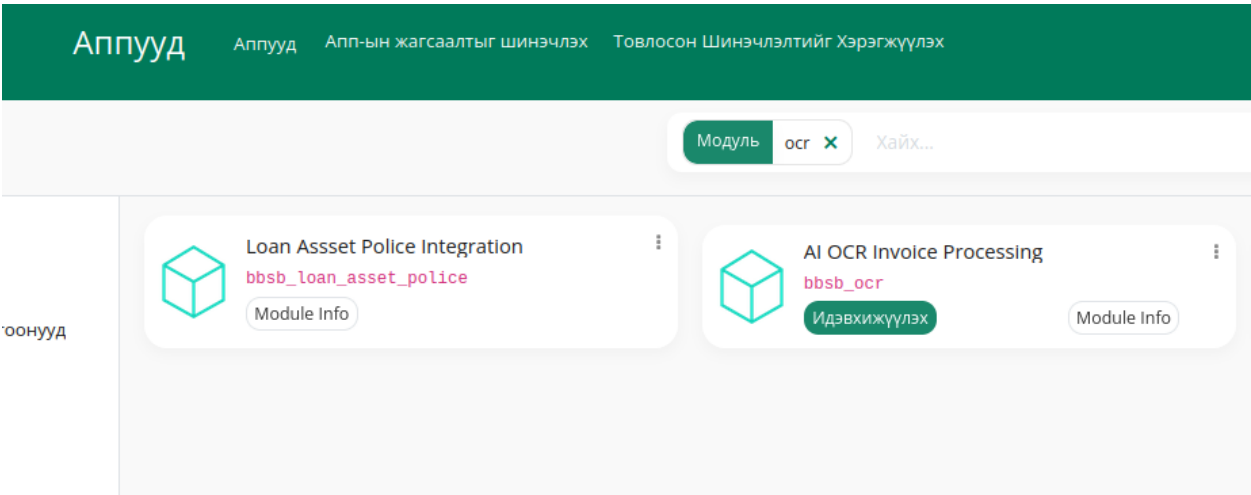 Аппууд Аппууд Апп-ын жагсаалтыг шинэчлэх Товлосон Шинэчлэлтийг Хэрэгжүүлэх
Модуль ocr × Хайх...
Loan Assset Police Integration
bbsb_loan_asset_police
Module Info
AI OCR Invoice Processing
bbsb_ocr
Идэвхижүүлэх Module Info
гоонууд